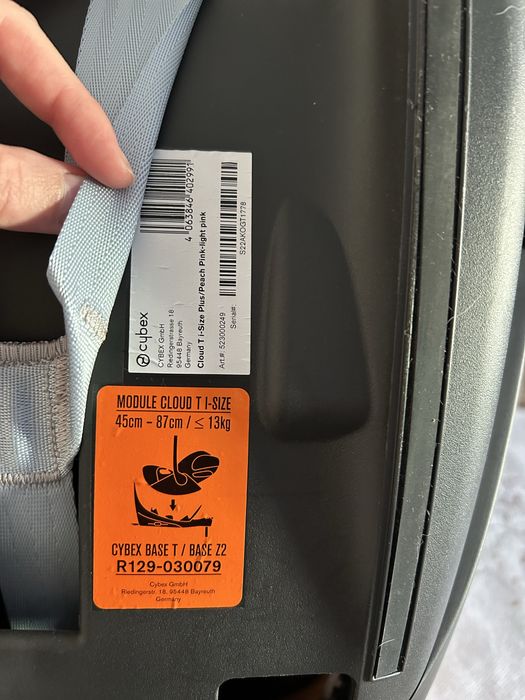 4 063846 402991
cybex
CYBEX GmbH
Riedingerstrasse 18
95448 Bayreuth
Germany
Cloud T i-Size Plus/Peach Pink-light pink
Art.#: 523000249
Serial#:
S22AKOGT1778
MODULE CLOUD T I-SIZE
45cm – 87cm / ≤ 13kg
CYBEX BASE T / BASE Z2
R129-030079
Cybex GmbH
Riedingerstr. 18, 95448 Bayreuth
Germany